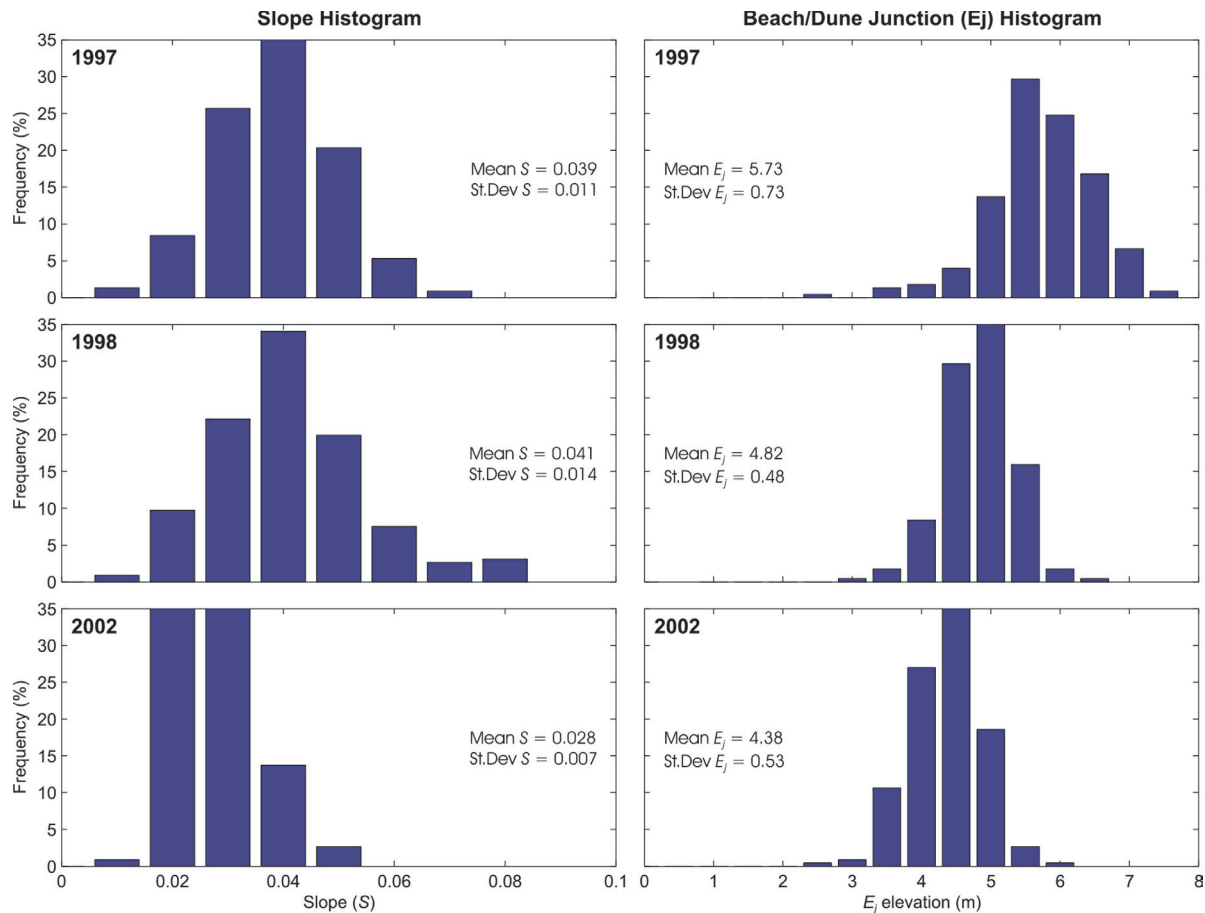 Slope Histogram
Beach/Dune Junction (Ej) Histogram
1997
35
30
25
20
15
10
5
0
Frequency (%)
Mean S = 0.039
St.Dev S = 0.011
1997
Mean Ej = 5.73
St.Dev Ej = 0.73
1998
35
30
25
20
15
10
5
0
Frequency (%)
Mean S = 0.041
St.Dev S = 0.014
1998
Mean Ej = 4.82
St.Dev Ej = 0.48
2002
35
30
25
20
15
10
5
0
Frequency (%)
Mean S = 0.028
St.Dev S = 0.007
2002
Mean Ej = 4.38
St.Dev Ej = 0.53
0 0.02 0.04 0.06 0.08 0.1
Slope (S)
0 1 2 3 4 5 6 7 8
Ej elevation (m)